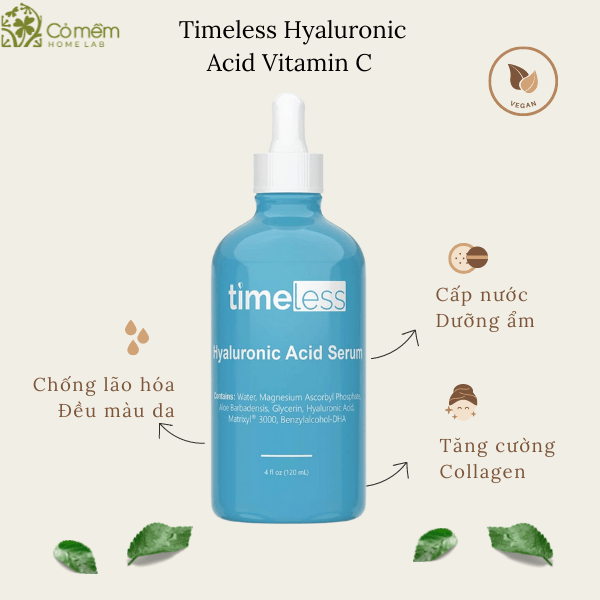 Cỏ mềm
HOME LAB
Timeless Hyaluronic
Acid Vitamin C
VEGAN
timeless
Hyaluronic Acid Serum
Contains: Water, Magnesium Ascorbyl Phosphate,
Aloe Barbadensis, Glycerin, Hyaluronic Acid,
Matrixyl® 3000, Benzylalcohol-DHA
4 fl oz (120 mL)
Cấp nước
Dưỡng ẩm
Chống lão hóa
Đều màu da
Tăng cường
Collagen